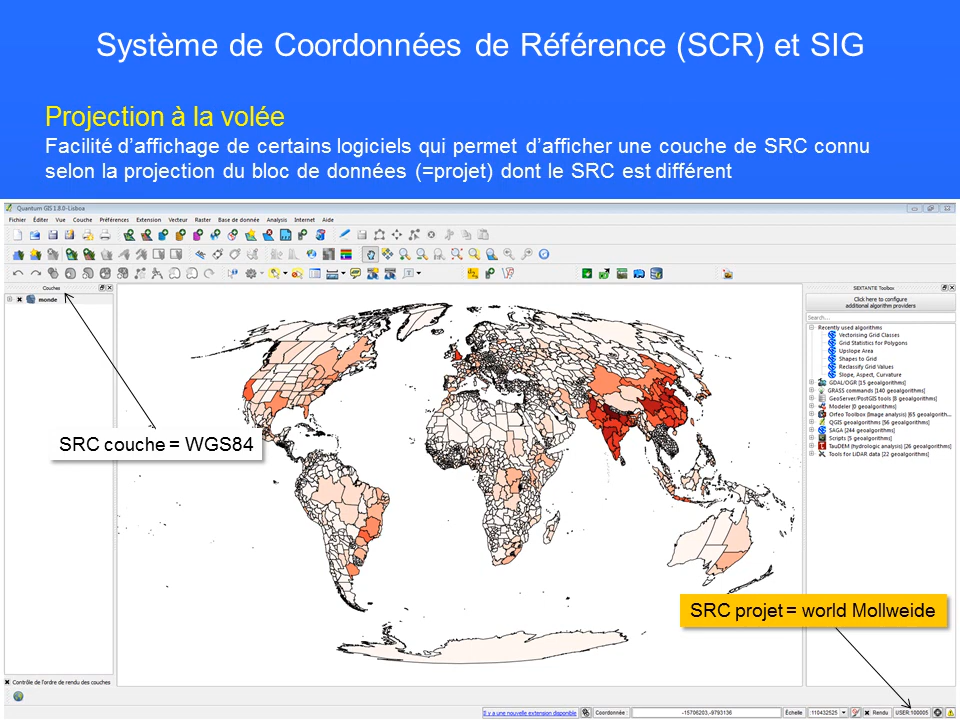 Système de Coordonnées de Référence (SCR) et SIG
Projection à la volée
Facilité d’affichage de certains logiciels qui permet d’afficher une couche de SRC connu
selon la projection du bloc de données (=projet) dont le SRC est différent
Quantum GIS 1.8.0-Lisboa
Fichier Éditer Vue Couche Préférences Extension Vecteur Raster Base de donnée Analysis Internet Aide
Couches
monde
SEXTANTE Toolbox
Click here to configure
additional algorithm providers
Search...
Recently used algorithms
Vectorising Grid Classes
Grid Statistics for Polygons
Upslope Area
Shapes to Grid
Reclassify Grid Values
Slope, Aspect, Curvature
GDAL/OGR [15 geoalgorithms]
GRASS commands [140 geoalgorithms]
GeoServer/PostGIS tools [8 geoalgorithms]
Modeler [0 geoalgorithms]
Orfeo Toolbox (Image analysis) [65 geoalgorith...
QGIS geoalgorithms [56 geoalgorithms]
SAGA [244 geoalgorithms]
Scripts [5 geoalgorithms]
TauDEM (hydrologic analysis) [26 geoalgorithms]
Tools for LiDAR data [22 geoalgorithms]
SRC couche = WGS84
SRC projet = world Mollweide
Contrôle de l'ordre de rendu des couches
Il y a une nouvelle extension disponible
Coordonnée :
-15706203,-9793136
Échelle
110432525
Rendu
USER:100005